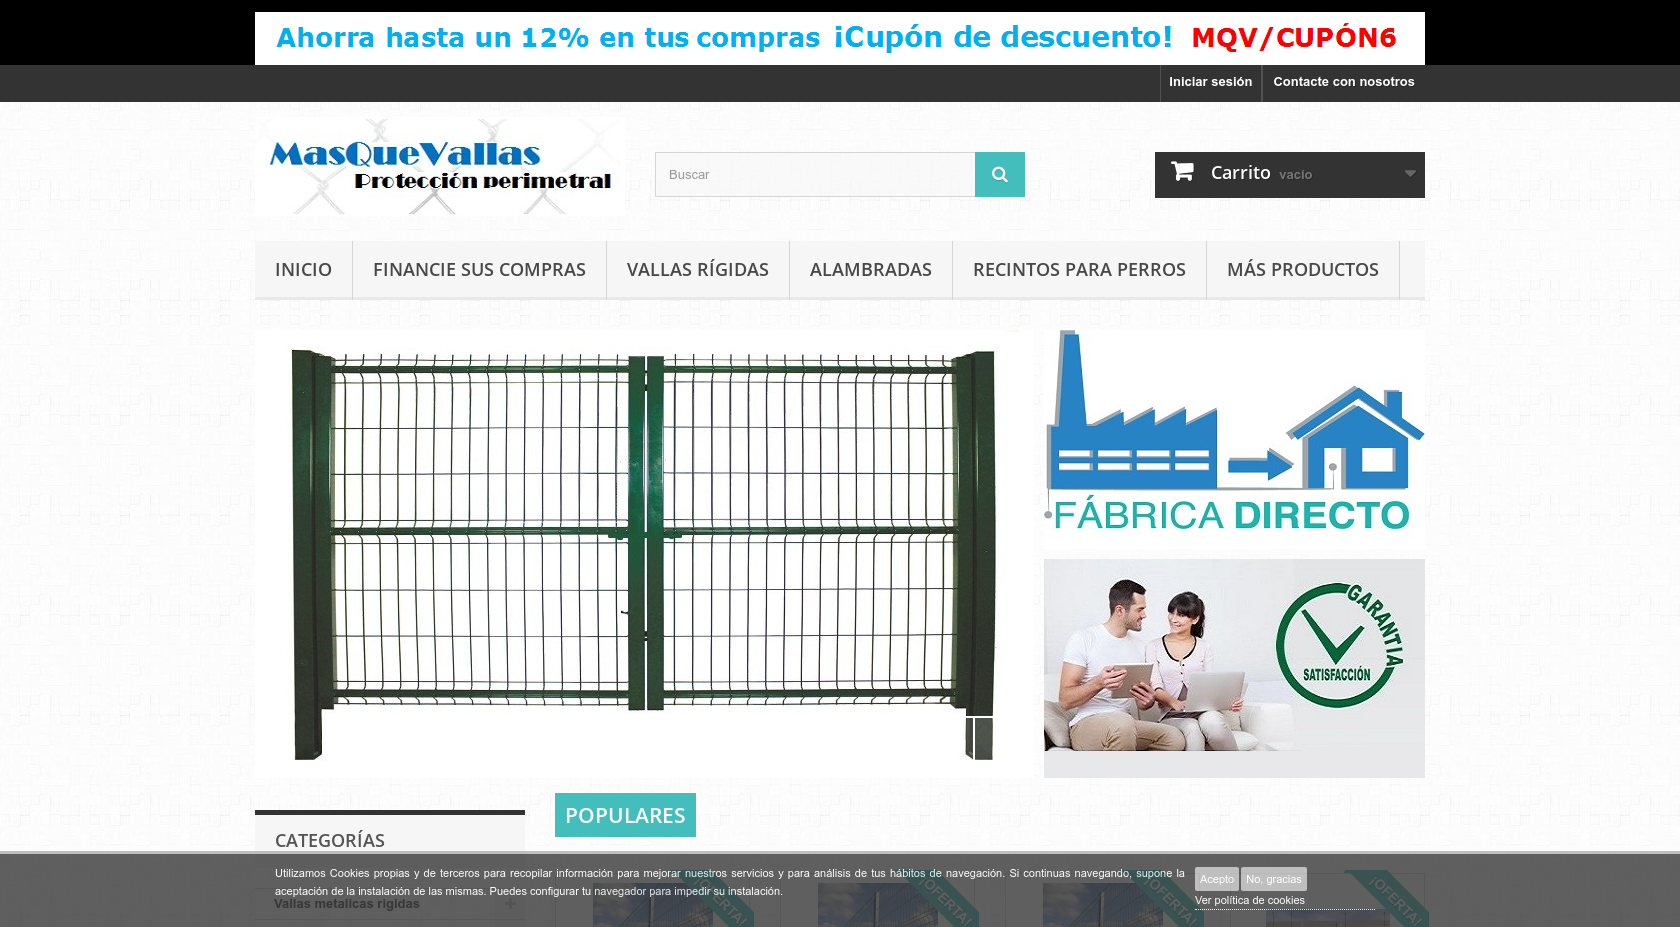 Ahorra hasta un 12% en tus compras ¡Cupón de descuento! MQV/CUPÓN6
Iniciar sesión
Contacte con nosotros
MasQueVallas
Protección perimetral
Buscar
Carrito vacío
INICIO
FINANCIE SUS COMPRAS
VALLAS RÍGIDAS
ALAMBRADAS
RECINTOS PARA PERROS
MÁS PRODUCTOS
FÁBRICA DIRECTO
GARANTIA
SATISFACCIÓN
POPULARES
CATEGORÍAS
Utilizamos Cookies propias y de terceros para recopilar información para mejorar nuestros servicios y para análisis de tus hábitos de navegación. Si continuas navegando, supone la
aceptación de la instalación de las mismas. Puedes configurar tu navegador para impedir su instalación.
Acepto
No, gracias
Ver política de cookies
Vallas metalicas rigidas
¡OFERTA!
¡OFERTA!
¡OFERTA!
¡OFERTA!